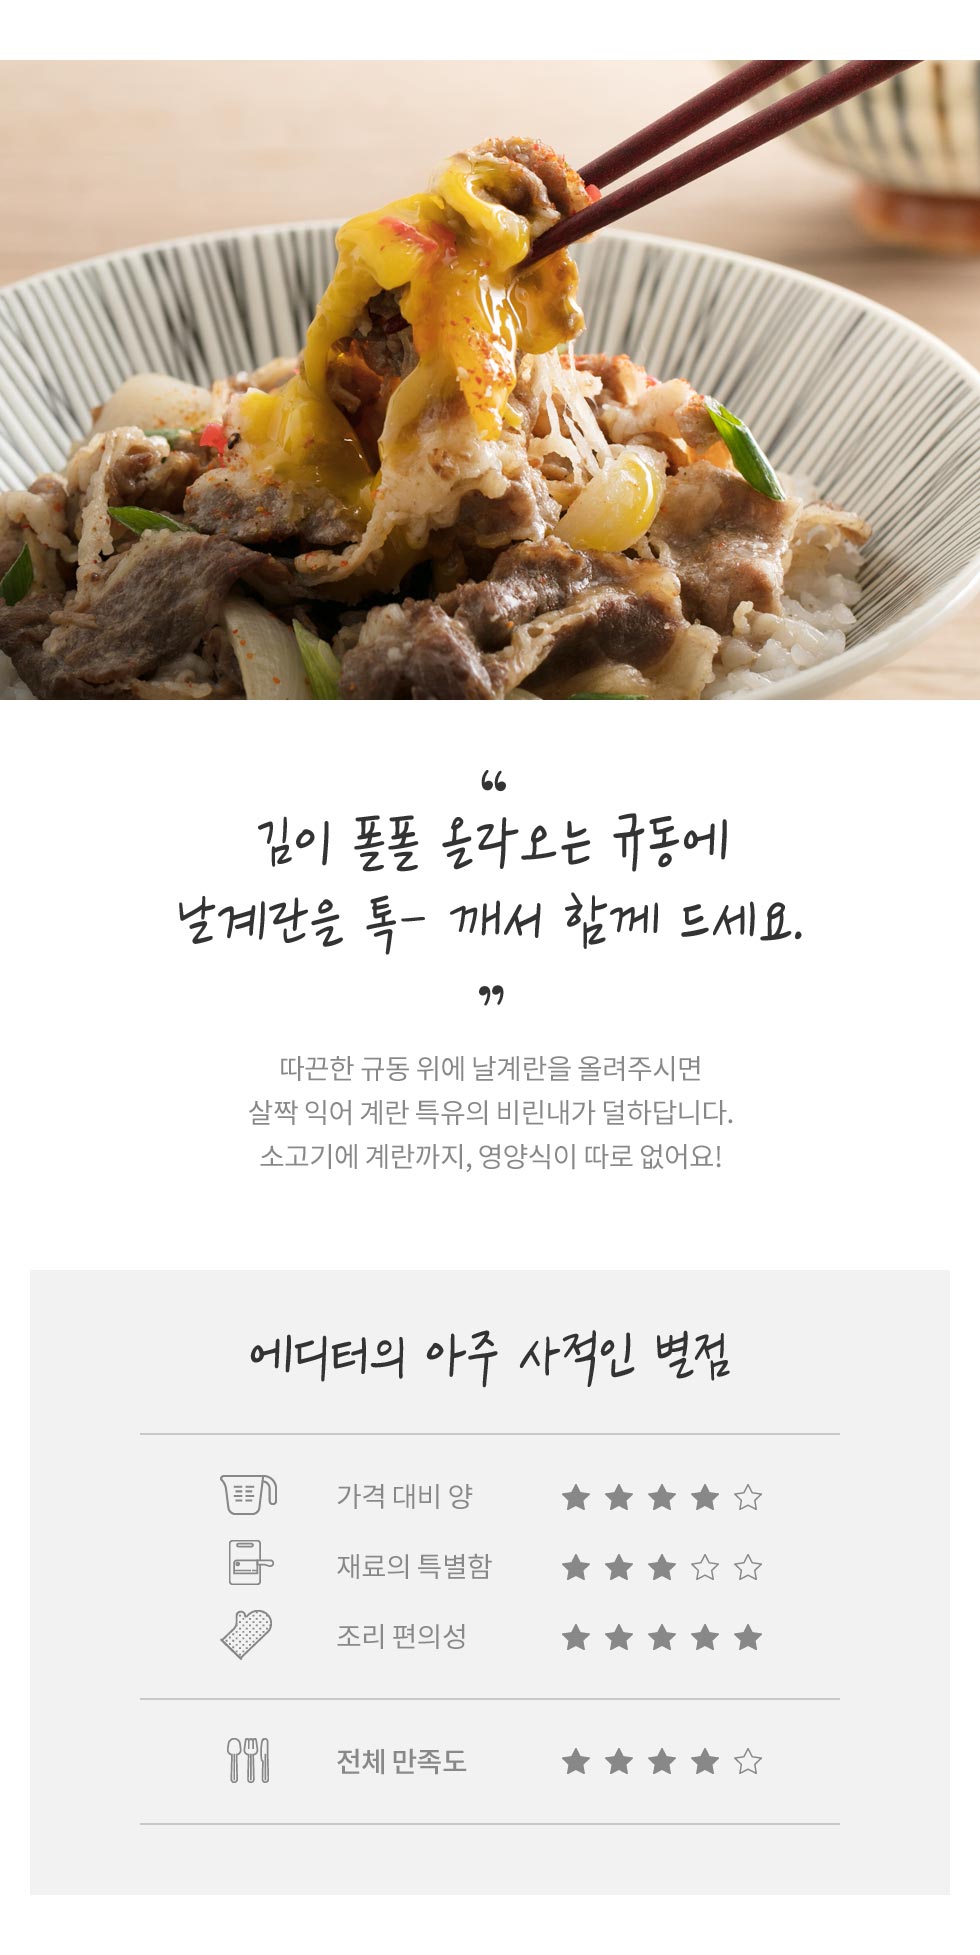 “
김이 폴폴 올라오는 규동에
날계란을 톡- 깨서 함께 드세요.
”
따끈한 규동 위에 날계란을 올려주시면
살짝 익어 계란 특유의 비린내가 덜하답니다.
소고기에 계란까지, 영양식이 따로 없어요!
에디터의 아주 사적인 별점
가격 대비 양 ★★★★☆
재료의 특별함 ★★★☆☆
조리 편의성 ★★★★★
전체 만족도 ★★★★☆